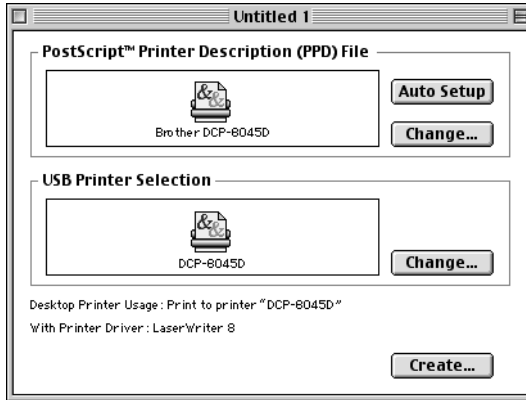 Untitled 1
PostScript™ Printer Description (PPD) File
Auto Setup
Brother DCP-8045D
Change...
USB Printer Selection
DCP-8045D
Change...
Desktop Printer Usage : Print to printer "DCP-8045D"
With Printer Driver : LaserWriter 8
Create...